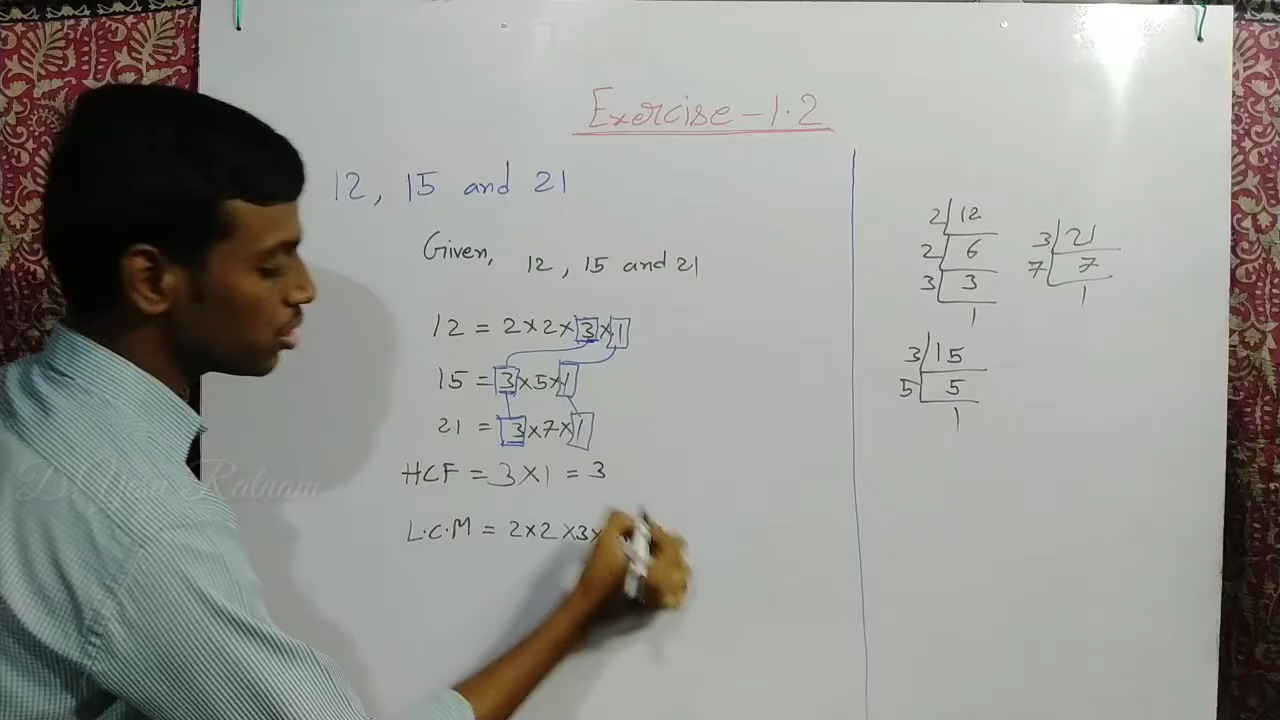 Exercise - 1.2
12, 15 and 21
Given, 12, 15 and 21
12 = 2×2×3×1
15 = 3×5×1
21 = 3×7×1
HCF = 3×1 = 3
L.C.M = 2×2×3×
2 12
2 6
3 3
1
3 21
7 7
1
3 15
5 5
1